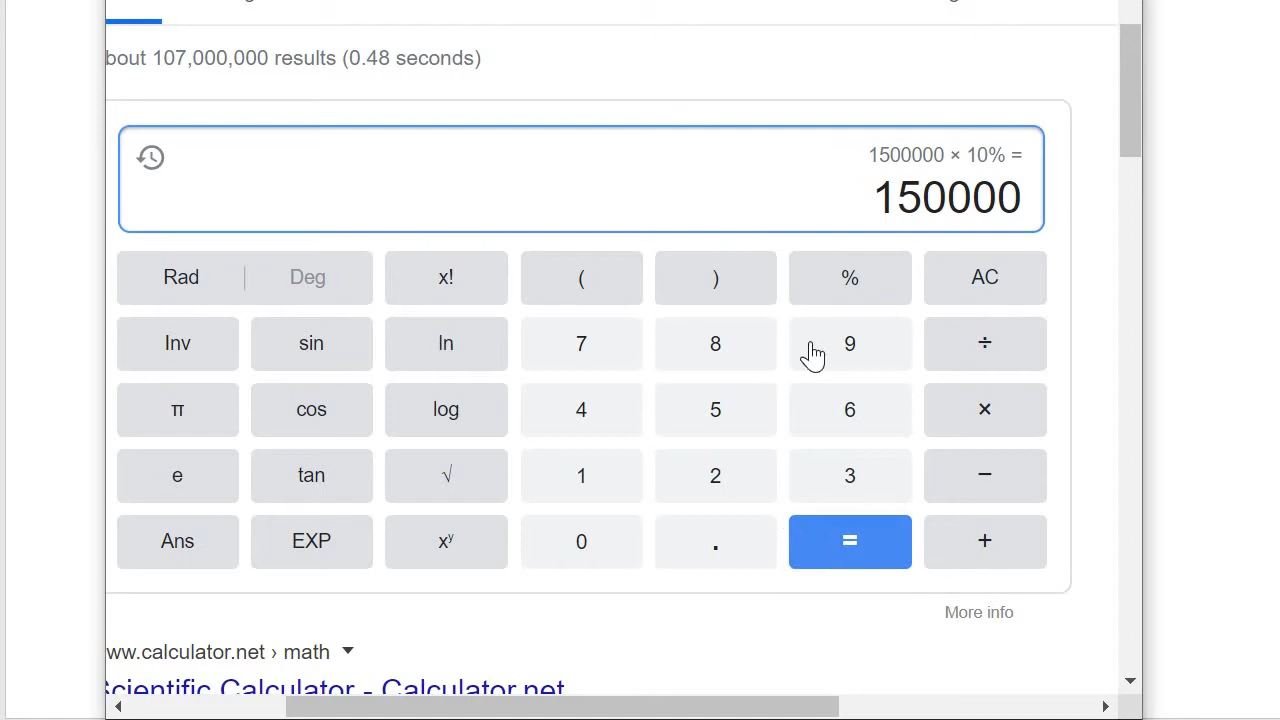 bout 107,000,000 results (0.48 seconds)
1500000 × 10% =
150000
Rad Deg x! ( ) % AC
Inv sin ln 7 8 9 ÷
π cos log 4 5 6 ×
e tan √ 1 2 3 −
Ans EXP xʸ 0 . = +
More info
ww.calculator.net › math
Scientific Calculator - Calculator.net